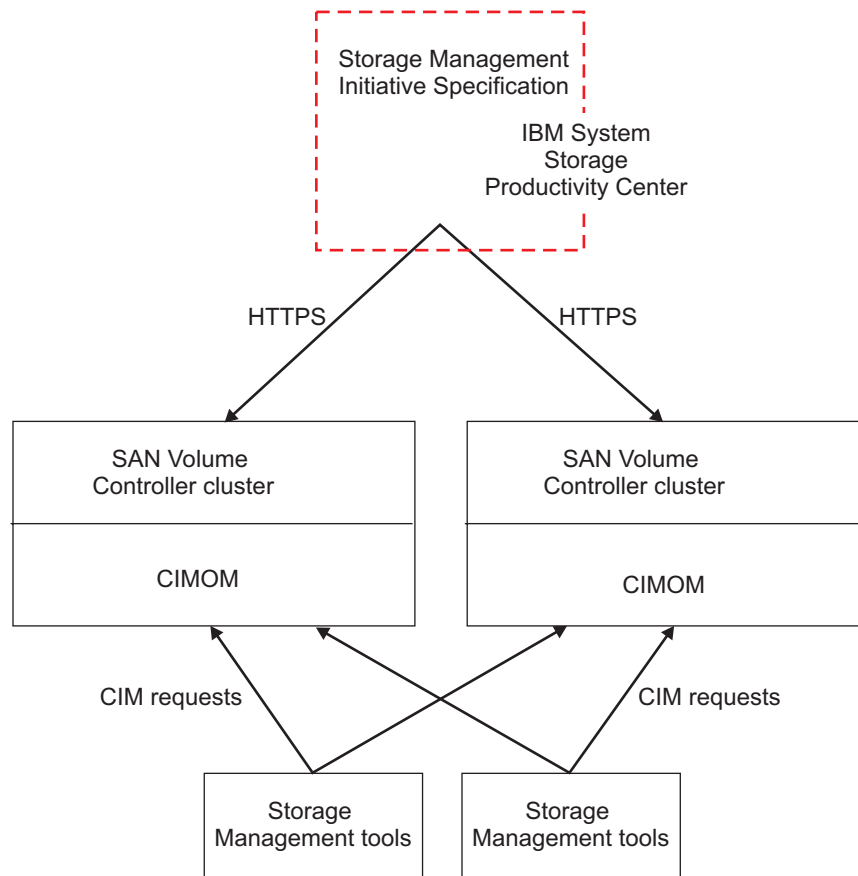 Storage Management
Initiative Specification
IBM System
Storage
Productivity Center
HTTPS
HTTPS
SAN Volume
Controller cluster
SAN Volume
Controller cluster
CIMOM
CIMOM
CIM requests
CIM requests
Storage
Management tools
Storage
Management tools